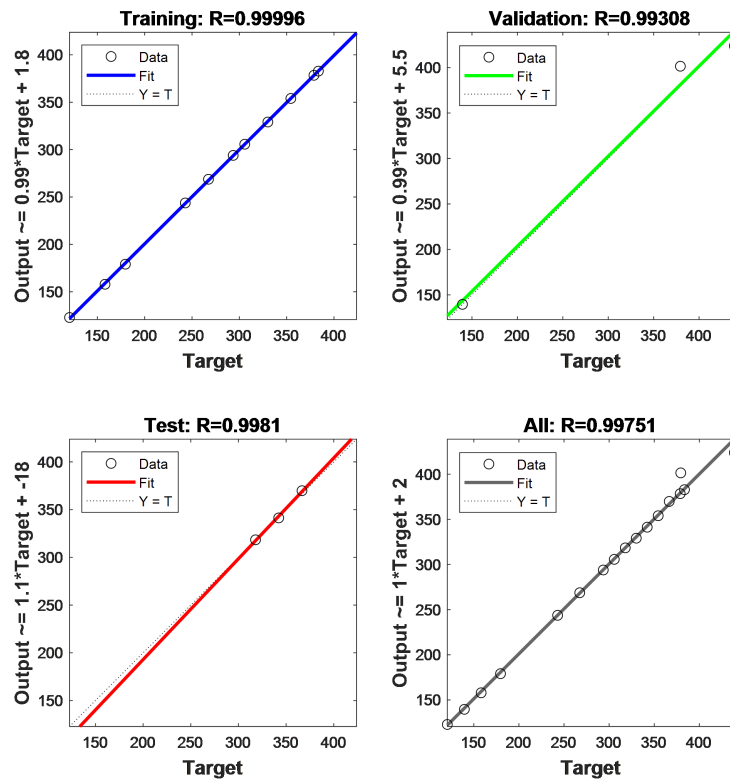 Training: R=0.99996
Output ~= 0.99*Target + 1.8
400
350
300
250
200
150
Data
Fit
Y = T
150 200 250 300 350 400
Target
Validation: R=0.99308
Output ~= 0.99*Target + 5.5
400
350
300
250
200
150
Data
Fit
Y = T
150 200 250 300 350 400
Target
Test: R=0.9981
Output ~= 1.1*Target + -18
400
350
300
250
200
150
Data
Fit
Y = T
150 200 250 300 350 400
Target
All: R=0.99751
Output ~= 1*Target + 2
400
350
300
250
200
150
Data
Fit
Y = T
150 200 250 300 350 400
Target